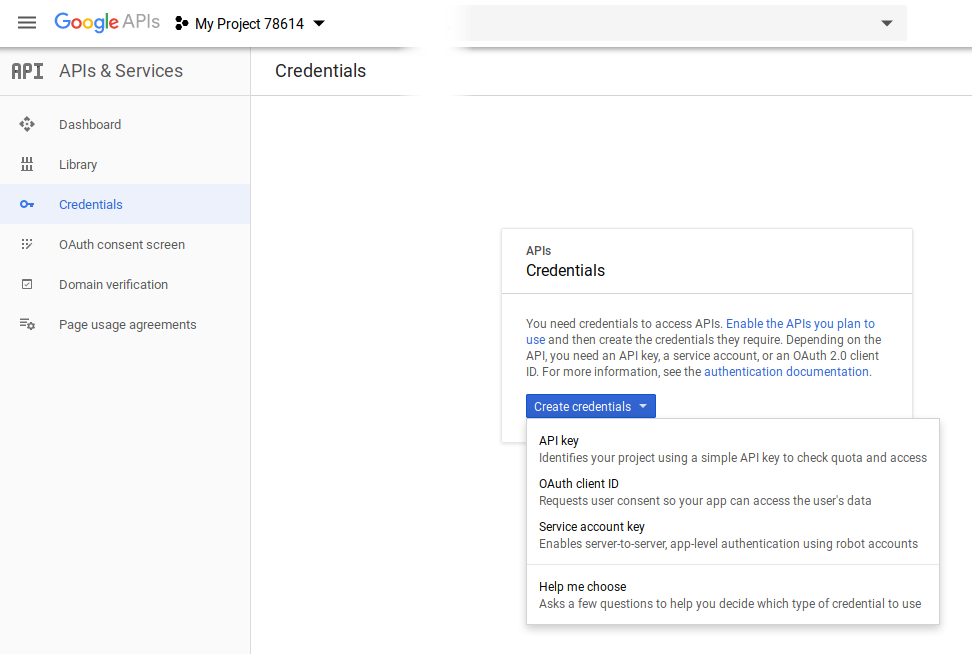 Google APIs My Project 78614
API APIs & Services
Credentials
Dashboard
Library
Credentials
OAuth consent screen
Domain verification
Page usage agreements
APIs
Credentials
You need credentials to access APIs. Enable the APIs you plan to
use and then create the credentials they require. Depending on the
API, you need an API key, a service account, or an OAuth 2.0 client
ID. For more information, see the authentication documentation.
Create credentials
API key
Identifies your project using a simple API key to check quota and access
OAuth client ID
Requests user consent so your app can access the user's data
Service account key
Enables server-to-server, app-level authentication using robot accounts
Help me choose
Asks a few questions to help you decide which type of credential to use